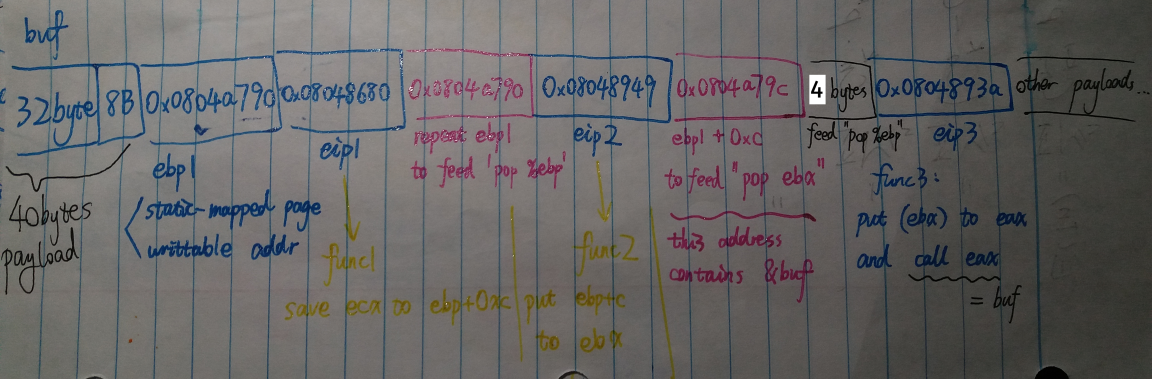 buf
32byte 8B 0x0804a790 0x08048680 0x0804a790 0x08048949 0x0804a79c 4 bytes 0x0804893a other payloads...
40bytes
payload
ebp1
static-mapped page
writtable addr
eip1
func1
save ecx to ebp+0xc
repeat ebp1
to feed 'pop %ebp'
eip2
func2
put ebp+c
to ebx
ebp1 + 0xc
to feed "pop ebx"
this address
contains &buf
feed "pop %ebp"
eip3
func3:
put (ebx) to eax
and call eax
= buf